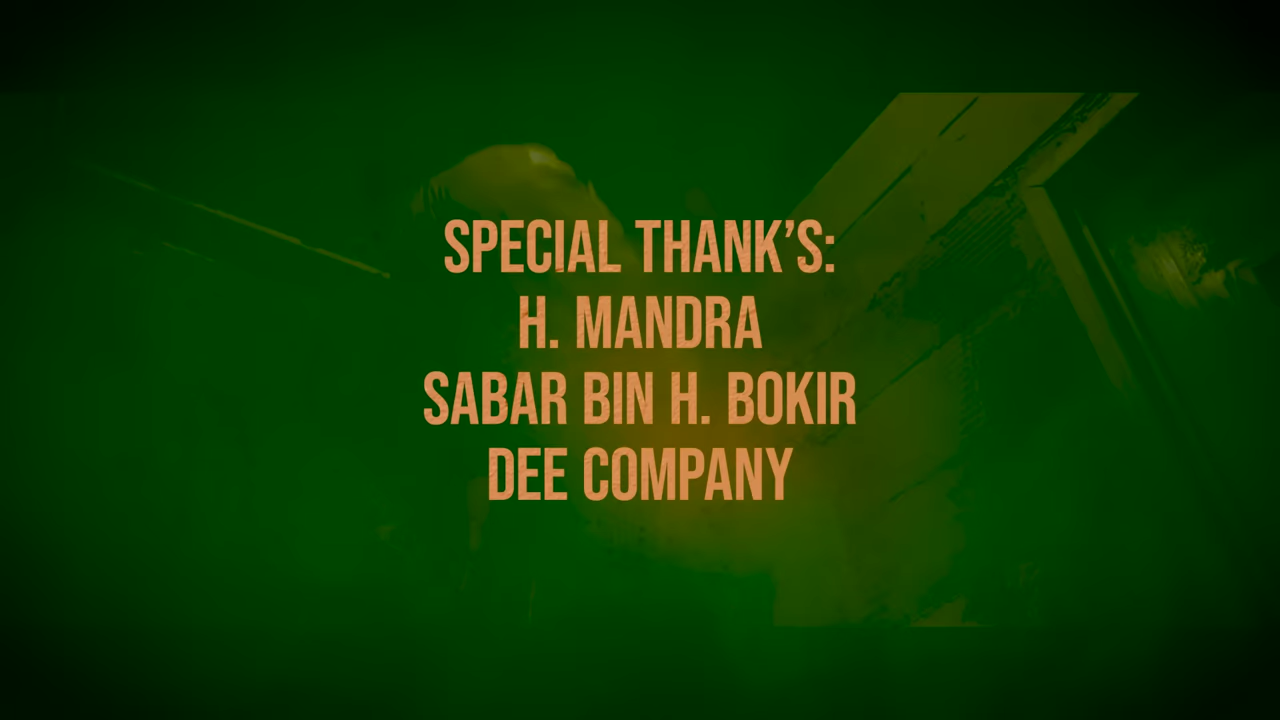 SPECIAL THANK’S:
H. MANDRA
SABAR BIN H. BOKIR
DEE COMPANY